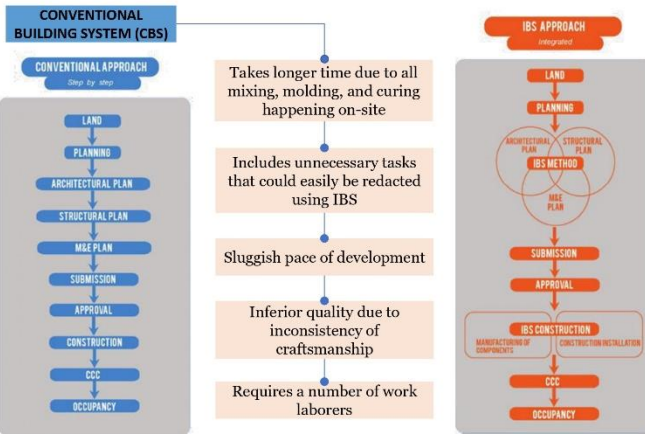 CONVENTIONAL
BUILDING SYSTEM (CBS)
CONVENTIONAL APPROACH
Step by step
LAND
PLANNING
ARCHITECTURAL PLAN
STRUCTURAL PLAN
M&E PLAN
SUBMISSION
APPROVAL
CONSTRUCTION
CCC
OCCUPANCY
Takes longer time due to all
mixing, molding, and curing
happening on-site
Includes unnecessary tasks
that could easily be redacted
using IBS
Sluggish pace of development
Inferior quality due to
inconsistency of
craftsmanship
Requires a number of work
laborers
IBS APPROACH
Integrated
LAND
PLANNING
ARCHITECTURAL
PLAN
STRUCTURAL
PLAN
IBS METHOD
M&E
PLAN
SUBMISSION
APPROVAL
IBS CONSTRUCTION
MANUFACTURING OF
COMPONENTS
CONSTRUCTION INSTALLATION
CCC
OCCUPANCY